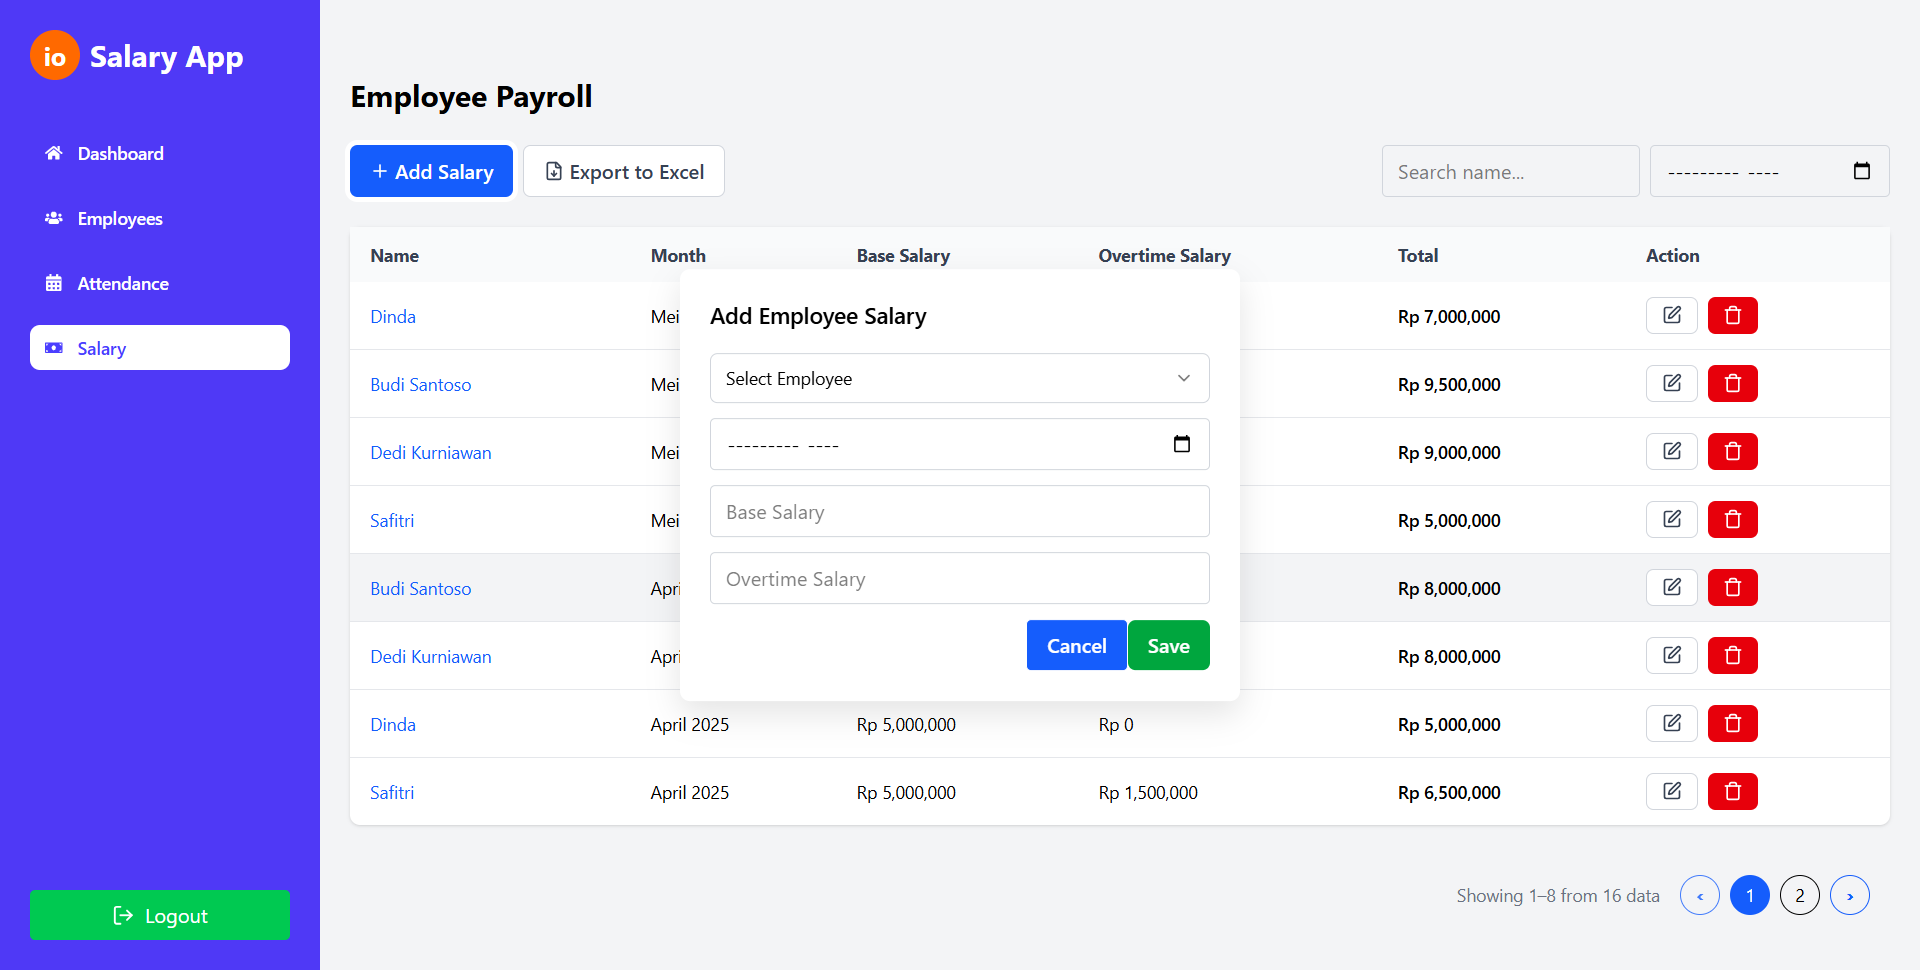 io Salary App
Dashboard
Employees
Attendance
Salary
Logout
Employee Payroll
+ Add Salary
Export to Excel
Search name...
--------- ----
Name Month Base Salary Overtime Salary Total Action
Dinda Mei Rp 7,000,000
Budi Santoso Mei Rp 9,500,000
Dedi Kurniawan Mei Rp 9,000,000
Safitri Mei Rp 5,000,000
Budi Santoso Apri Rp 8,000,000
Dedi Kurniawan Apri Rp 8,000,000
Dinda April 2025 Rp 5,000,000 Rp 0 Rp 5,000,000
Safitri April 2025 Rp 5,000,000 Rp 1,500,000 Rp 6,500,000
Add Employee Salary
Select Employee
--------- ----
Base Salary
Overtime Salary
Cancel Save
Showing 1–8 from 16 data ‹ 1 2 ›